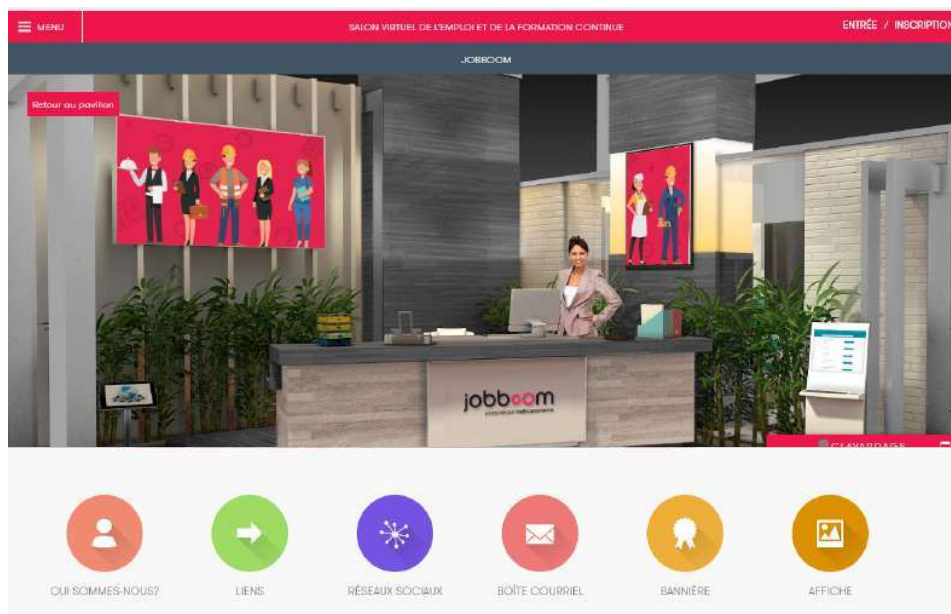 MENU
SALON VIRTUEL DE L'EMPLOI ET DE LA FORMATION CONTINUE
ENTRÉE / INSCRIPTION
JOBBOOM
Retour au pavillon
jobboom
CLAVARDAGE
QUI SOMMES-NOUS?
LIENS
RÉSEAUX SOCIAUX
BOÎTE COURRIEL
BANNIÈRE
AFFICHE